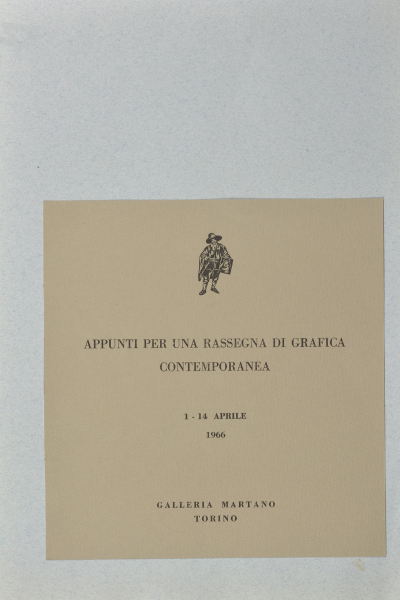 APPUNTI PER UNA RASSEGNA DI GRAFICA
CONTEMPORANEA
1 - 14 APRILE
1966
GALLERIA MARTANO
TORINO